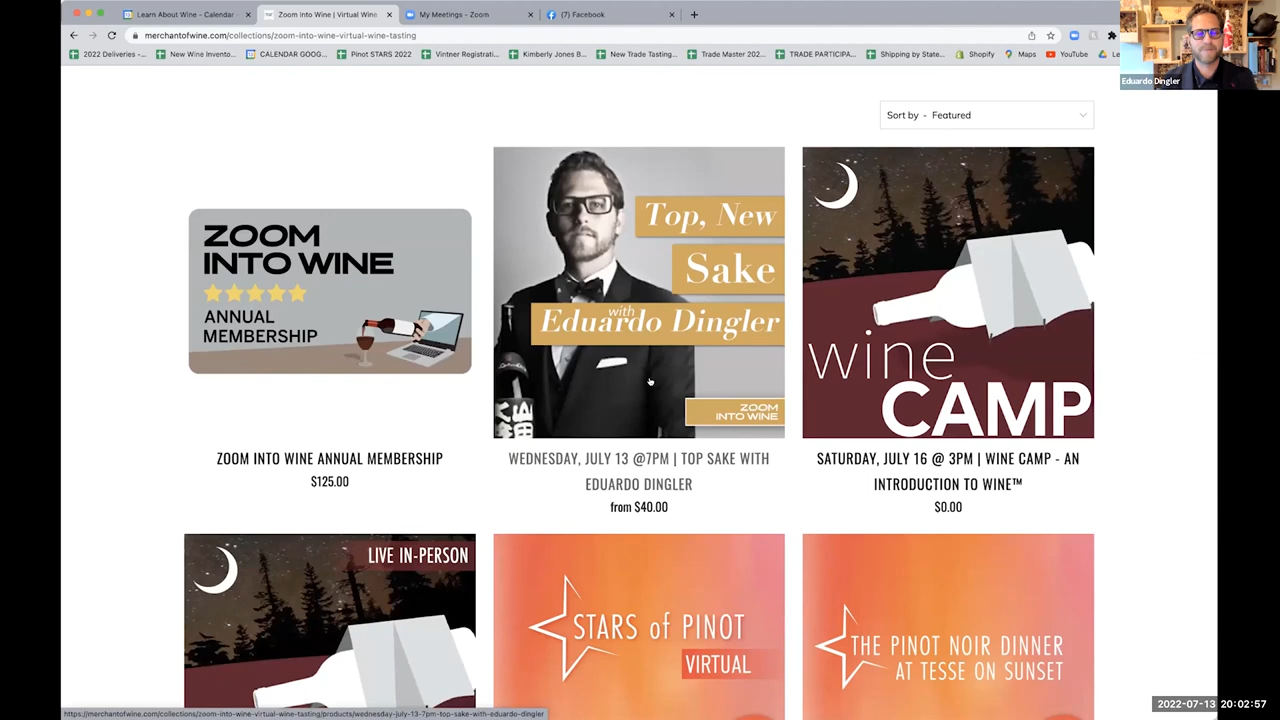 Learn About Wine - Calendar
Zoom into Wine | Virtual Wine
My Meetings - Zoom
(7) Facebook
merchantofwine.com/collections/zoom-into-wine-virtual-wine-tasting
2022 Deliveries -...
New Wine Invento...
CALENDAR GOOG...
Pinot STARS 2022
Vintner Registrati...
Kimberly Jones B...
New Trade Tasting...
Trade Master 202...
TRADE PARTICIPA...
Shipping by State...
Shopify
Maps
YouTube
Le
Eduardo Dingler
Sort by - Featured
ZOOM
INTO WINE
ANNUAL
MEMBERSHIP
Top, New
Sake
with
Eduardo Dingler
ZOOM
INTO WINE
wine
CAMP
ZOOM INTO WINE ANNUAL MEMBERSHIP
$125.00
WEDNESDAY, JULY 13 @7PM | TOP SAKE WITH
EDUARDO DINGLER
from $40.00
SATURDAY, JULY 16 @ 3PM | WINE CAMP - AN
INTRODUCTION TO WINE™
$0.00
LIVE IN-PERSON
STARS of PINOT
VIRTUAL
THE PINOT NOIR DINNER
AT TESSE ON SUNSET
https://merchantofwine.com/collections/zoom-into-wine-virtual-wine-tasting/products/wednesday-july-13-7pm-top-sake-with-eduardo-dingler
2022-07-13 20:02:57